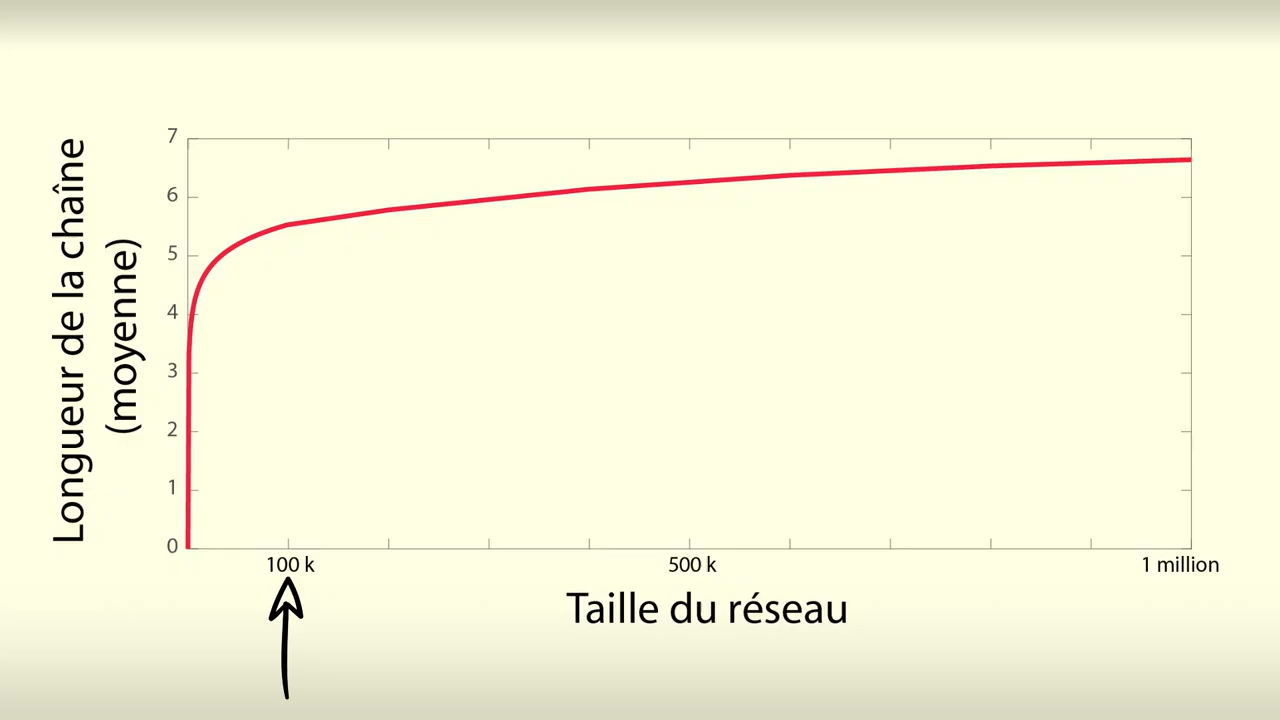 Longueur de la chaîne
(moyenne)
7
6
5
4
3
2
1
0
100 k
500 k
1 million
Taille du réseau